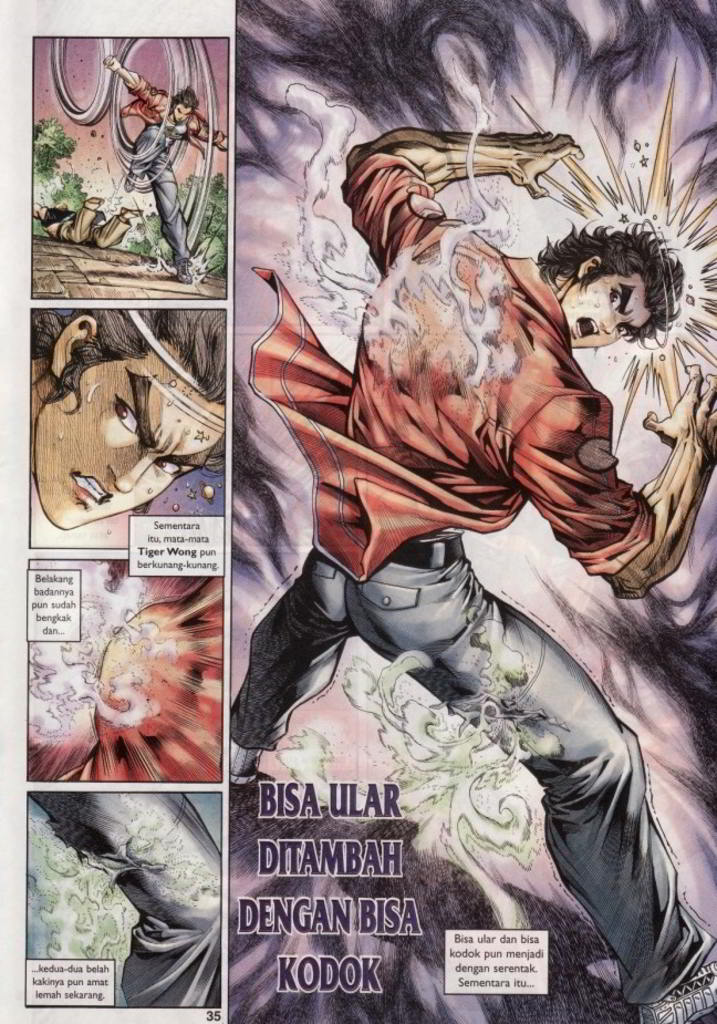 Sementara
itu, mata-mata
Tiger Wong pun
berkunang-kunang.
Belakang
badannya
pun sudah
bengkak
dan...
...kedua-dua belah
kakinya pun amat
lemah sekarang.
35
BISA ULAR
DITAMBAH
DENGAN BISA
KODOK
Bisa ular dan bisa
kodok pun menjadi
dengan serentak.
Sementara itu...